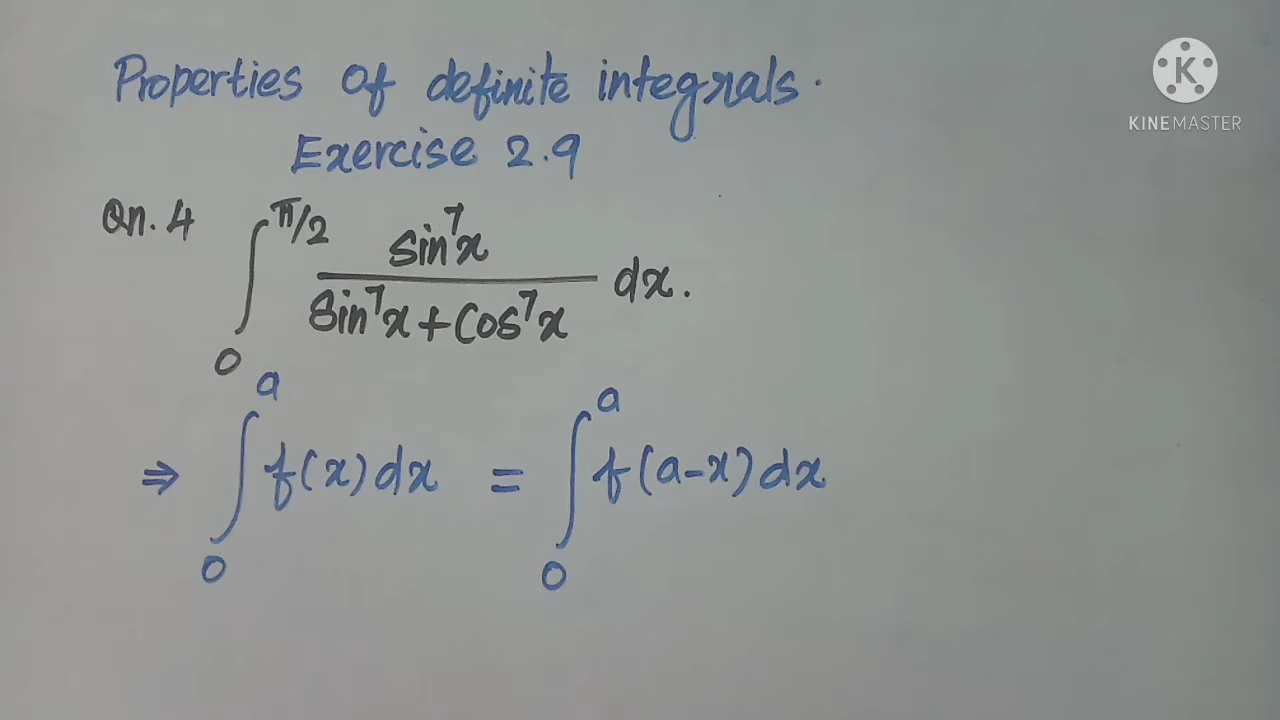 Properties of definite integrals.
K
KINEMASTER
Exercise 2.9
Qn. 4 ∫₀^{π/2} Sin⁷x / (Sin⁷x + Cos⁷x) dx.
⇒ ∫₀^a f(x) dx = ∫₀^a f(a-x) dx